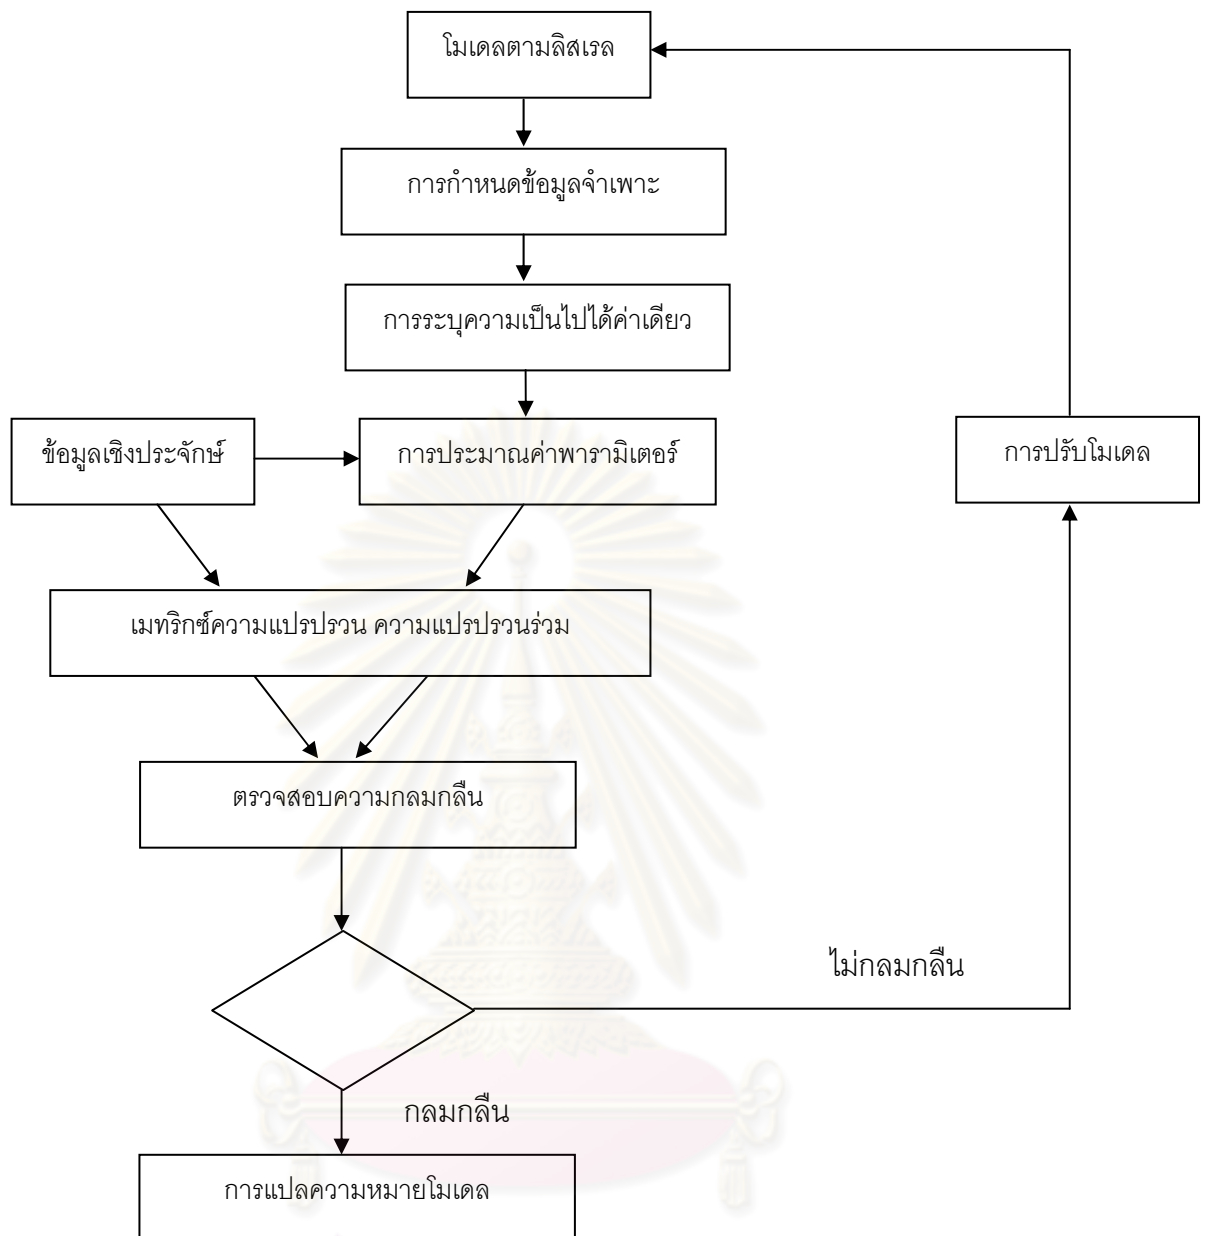 โมเดลตามลิสเรล
การกำหนดข้อมูลจำเพาะ
การระบุความเป็นไปได้ค่าเดียว
ข้อมูลเชิงประจักษ์
การประมาณค่าพารามิเตอร์
การปรับโมเดล
เมทริกซ์ความแปรปรวน ความแปรปรวนร่วม
ตรวจสอบความกลมกลืน
ไม่กลมกลืน
กลมกลืน
การแปลความหมายโมเดล